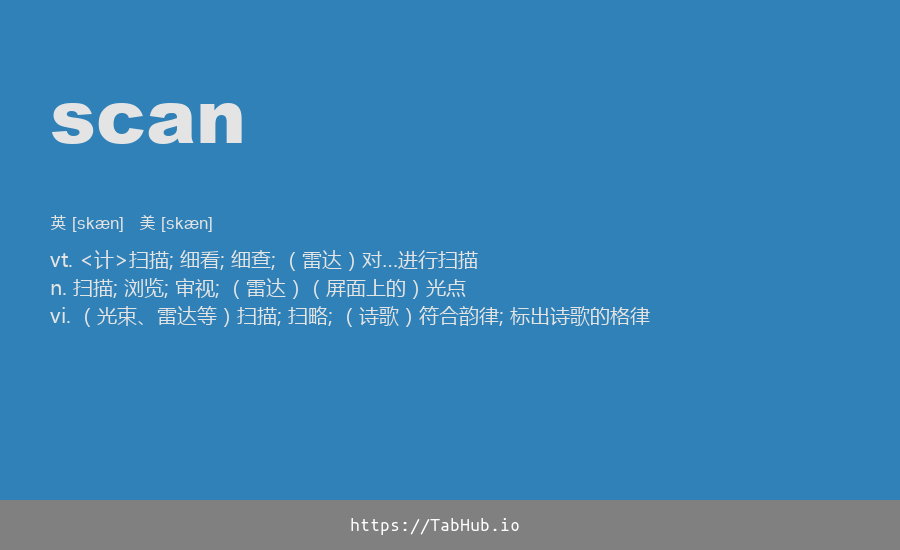 scan
英 [skæn] 美 [skæn]
vt. <计>扫描; 细看; 细查; （雷达）对…进行扫描
n. 扫描; 浏览; 审视; （雷达）（屏面上的）光点
vi. （光束、雷达等）扫描; 扫略; （诗歌）符合韵律; 标出诗歌的格律
https://TabHub.io